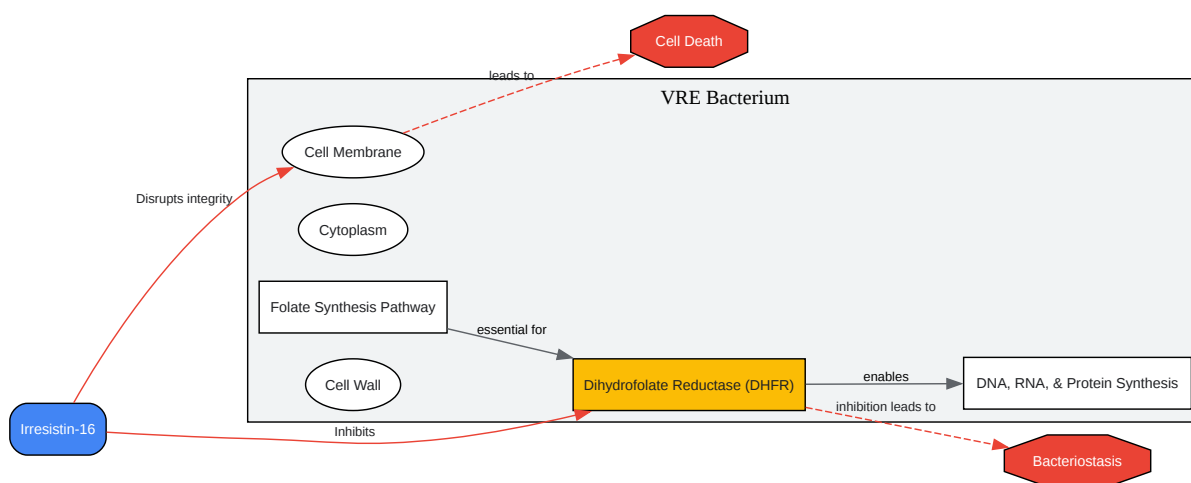 Cell Death
leads to
VRE Bacterium
Cell Membrane
Disrupts integrity
Cytoplasm
Folate Synthesis Pathway
essential for
Cell Wall
Dihydrofolate Reductase (DHFR)
enables
DNA, RNA, & Protein Synthesis
inhibition leads to
Irresistin-16
Inhibits
Bacteriostasis